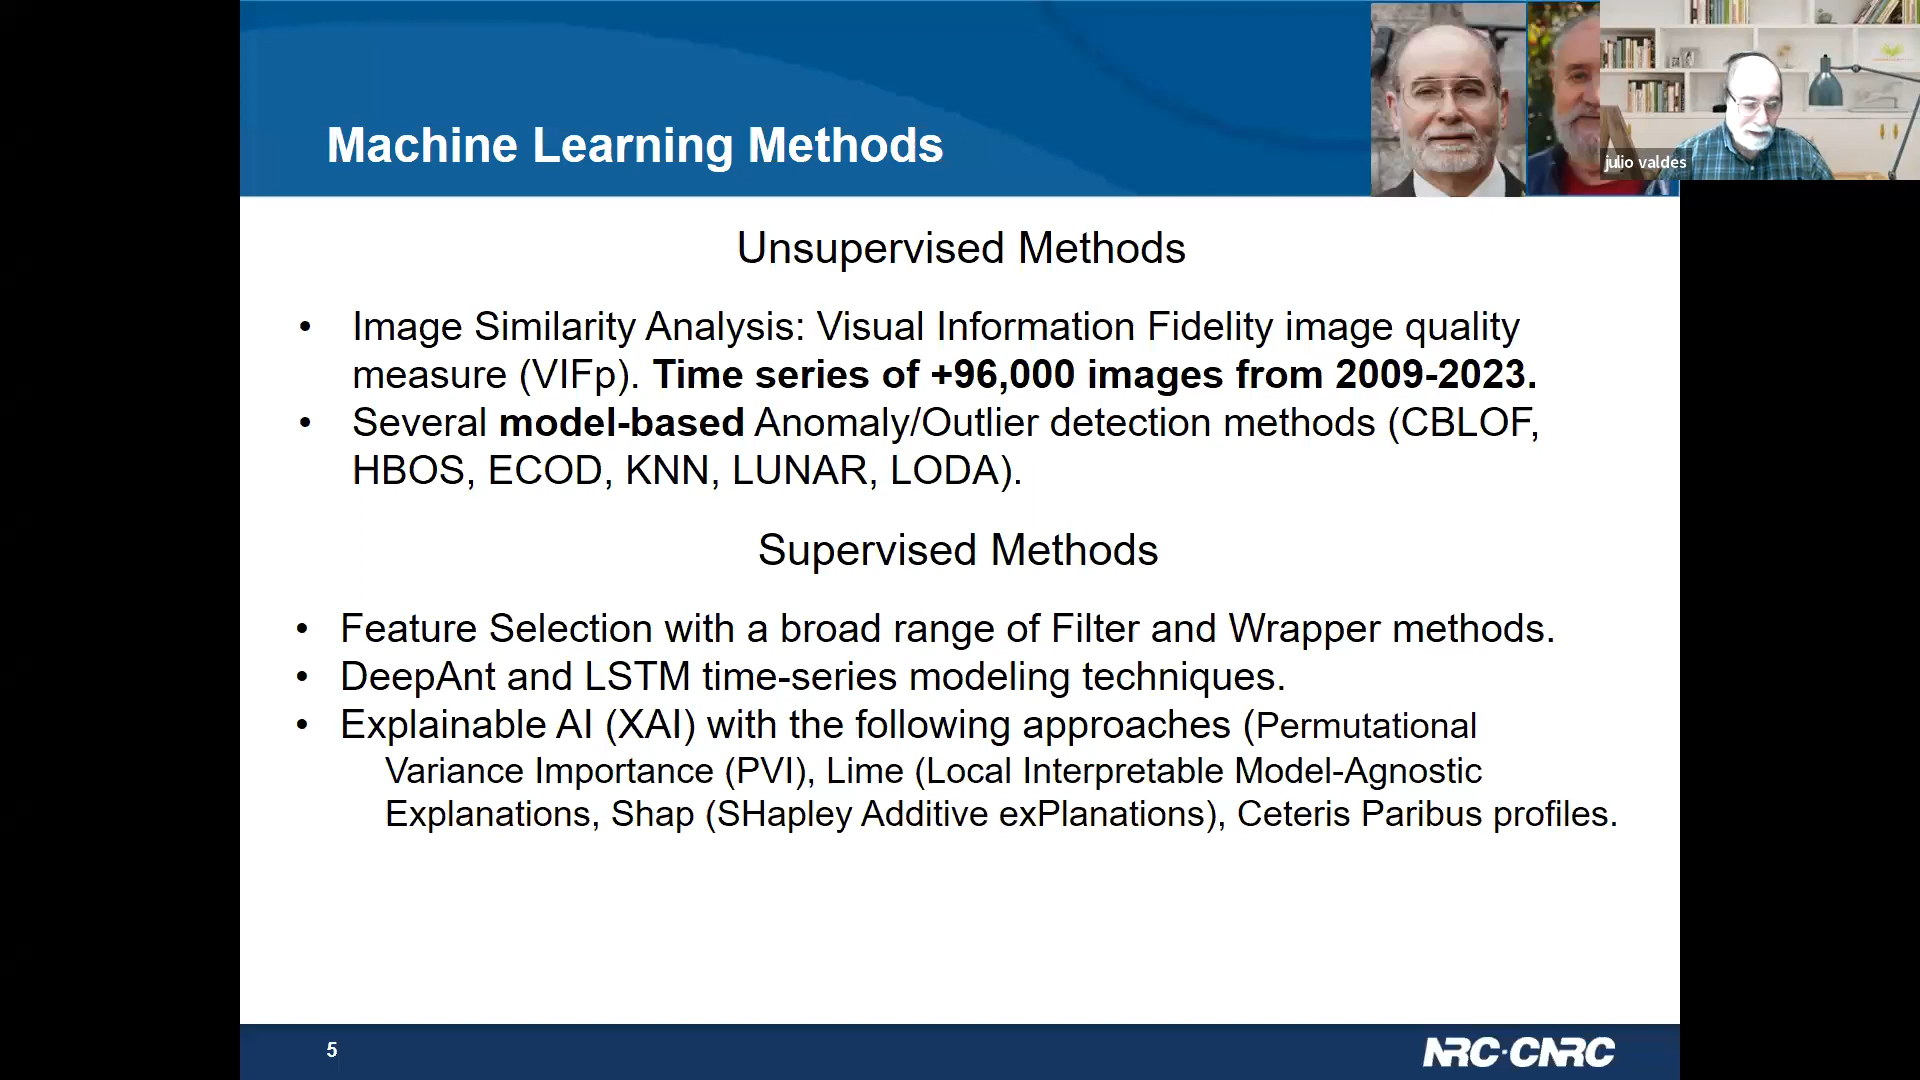 Machine Learning Methods
julio valdes
Unsupervised Methods
• Image Similarity Analysis: Visual Information Fidelity image quality
measure (VIFp). Time series of +96,000 images from 2009-2023.
• Several model-based Anomaly/Outlier detection methods (CBLOF,
HBOS, ECOD, KNN, LUNAR, LODA).
Supervised Methods
• Feature Selection with a broad range of Filter and Wrapper methods.
• DeepAnt and LSTM time-series modeling techniques.
• Explainable AI (XAI) with the following approaches (Permutational
Variance Importance (PVI), Lime (Local Interpretable Model-Agnostic
Explanations, Shap (SHapley Additive exPlanations), Ceteris Paribus profiles.
5
NRC·CNRC